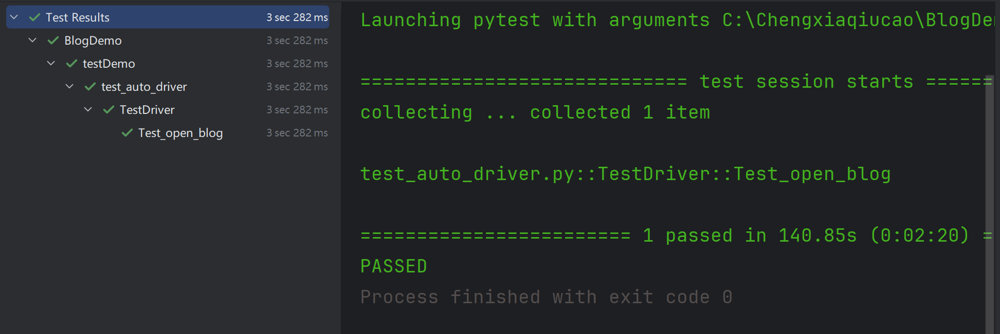 Test Results 3 sec 282 ms
BlogDemo 3 sec 282 ms
testDemo 3 sec 282 ms
test_auto_driver 3 sec 282 ms
TestDriver 3 sec 282 ms
Test_open_blog 3 sec 282 ms
Launching pytest with arguments C:\Chengxiaqiucao\BlogDe
============================= test session starts ======
collecting ... collected 1 item
test_auto_driver.py::TestDriver::Test_open_blog
======================== 1 passed in 140.85s (0:02:20) =
PASSED
Process finished with exit code 0